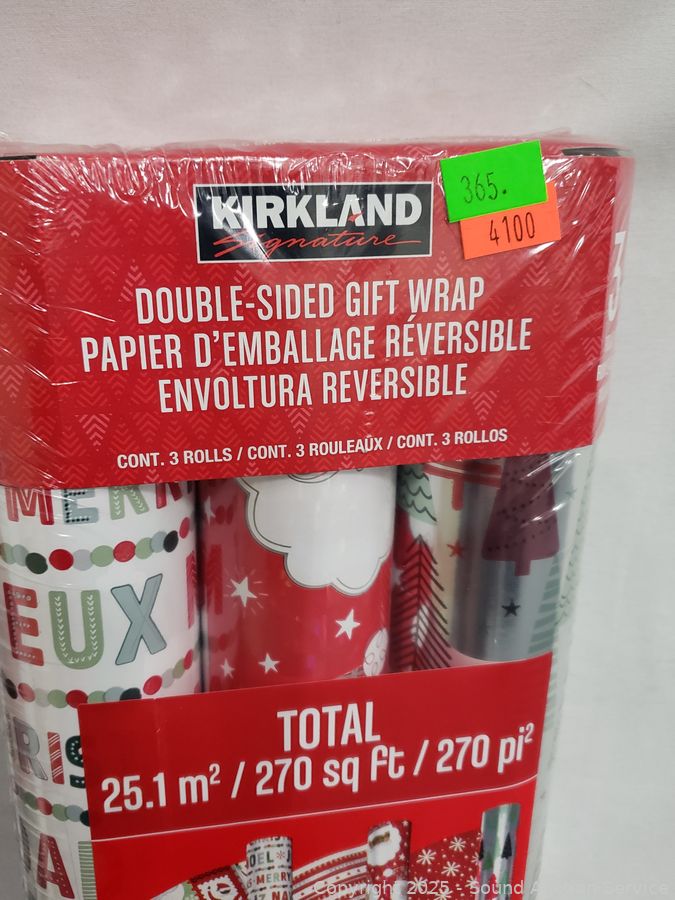 KIRKLAND
Signature
365.
4100
3
DOUBLE-SIDED GIFT WRAP
PAPIER D'EMBALLAGE RÉVERSIBLE
ENVOLTURA REVERSIBLE
CONT. 3 ROLLS / CONT. 3 ROULEAUX / CONT. 3 ROLLOS
MERR
EUX
M
RIS
TOTAL
25.1 m² / 270 sq ft / 270 pi²
Copyright 2025 - Sound Auction Service